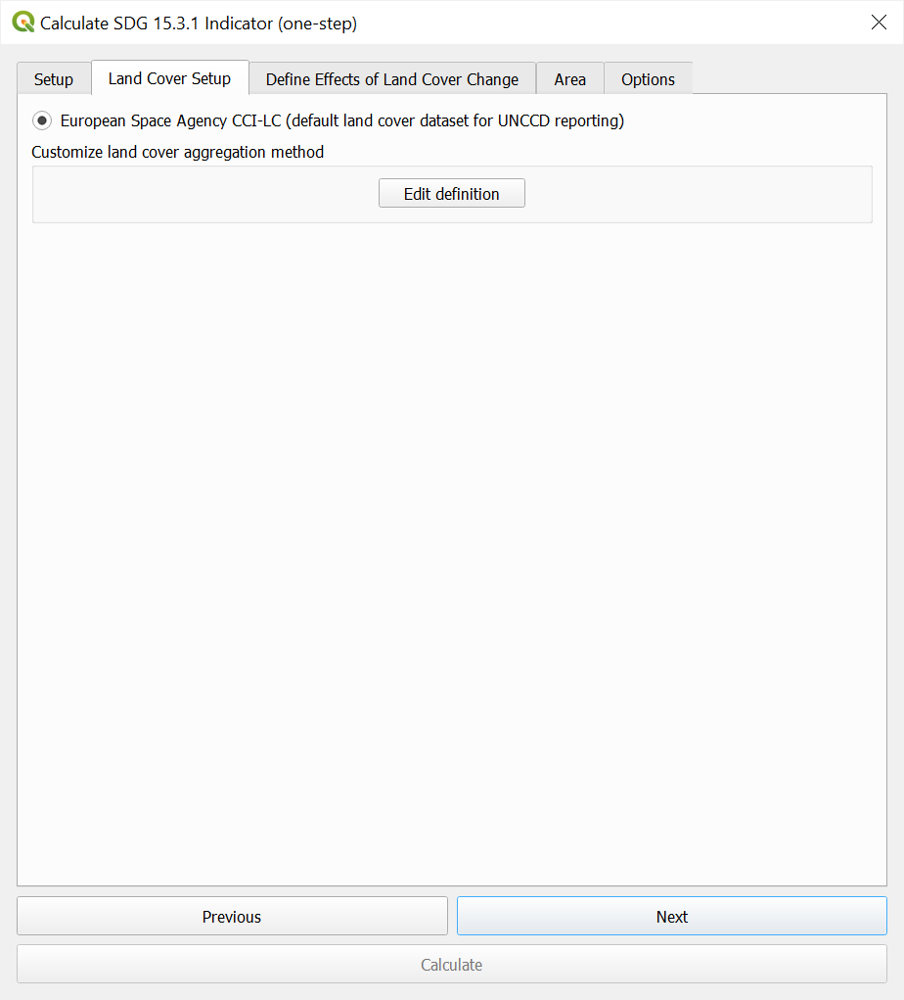 Calculate SDG 15.3.1 Indicator (one-step)
Setup
Land Cover Setup
Define Effects of Land Cover Change
Area
Options
European Space Agency CCI-LC (default land cover dataset for UNCCD reporting)
Customize land cover aggregation method
Edit definition
Previous
Next
Calculate